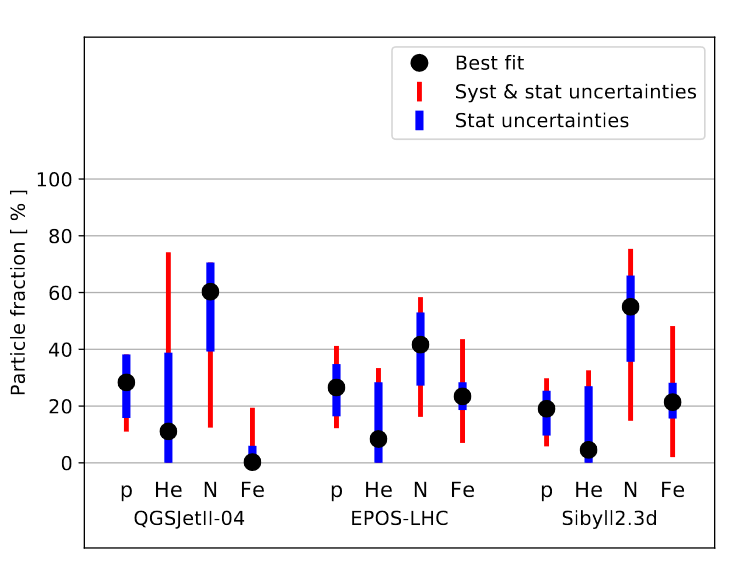 Best fit
Syst & stat uncertainties
Stat uncertainties
Particle fraction [ % ]
100
80
60
40
20
0
p He N Fe p He N Fe p He N Fe
QGSJetII-04 EPOS-LHC Sibyll2.3d